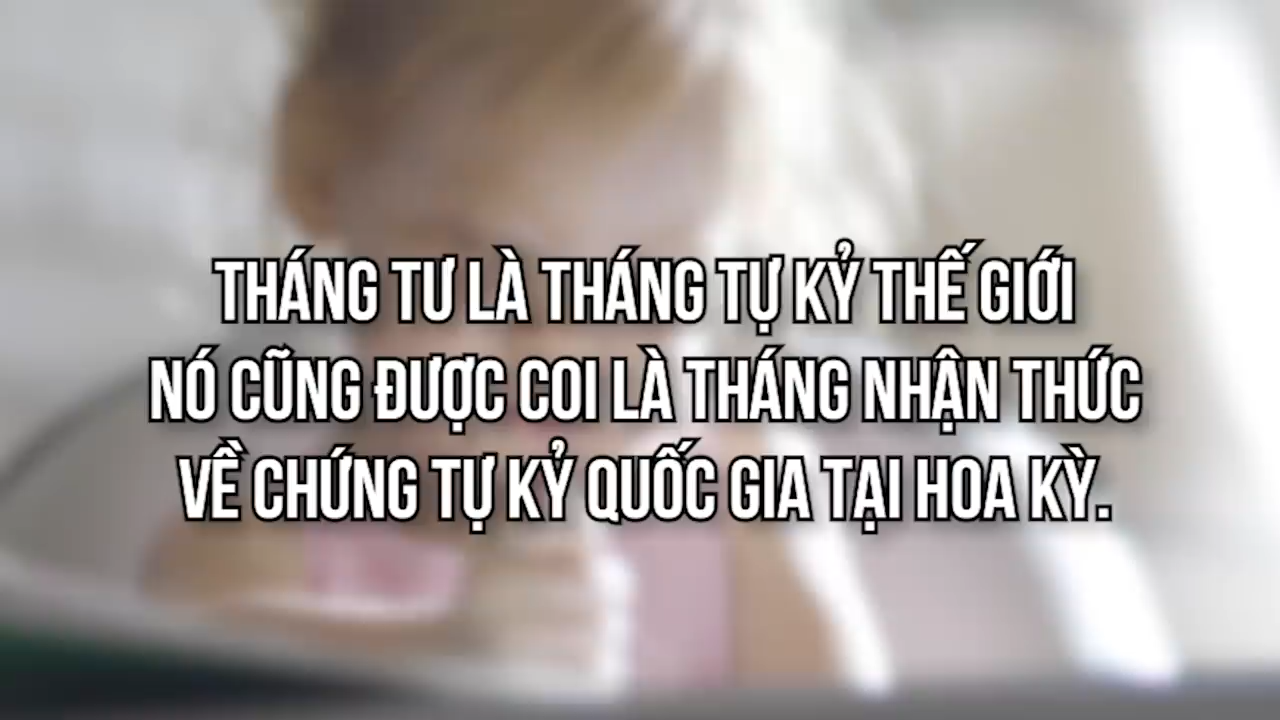 THÁNG TƯ LÀ THÁNG TỰ KỶ THẾ GIỚI
NÓ CŨNG ĐƯỢC COI LÀ THÁNG NHẬN THỨC
VỀ CHỨNG TỰ KỶ QUỐC GIA TẠI HOA KỲ.